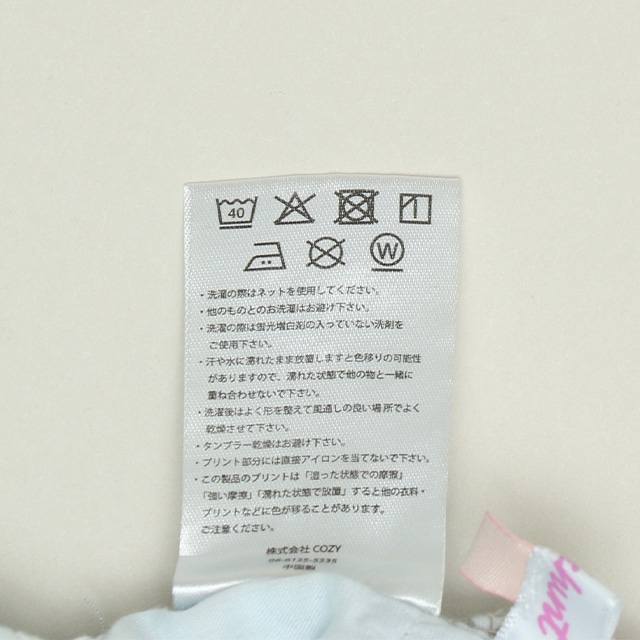 40
W
・洗濯の際はネットを使用してください。
・他のものとのお洗濯はお避け下さい。
・洗濯の際は蛍光増白剤の入っていない洗剤を
ご使用下さい。
・汗や水に濡れたまま放置しますと色移りの可能性
がありますので、濡れた状態で他の物と一緒に
重ね合わせないで下さい。
・洗濯後はよく形を整えて風通しの良い場所でよく
乾燥させて下さい。
・タンブラー乾燥はお避け下さい。
・プリント部分には直接アイロンを当てないで下さい。
・この製品のプリントは「湿った状態での摩擦」
「強い摩擦」「濡れた状態で放置」すると他の衣料・
プリントなどに色が移ることがあります。
ご注意ください。
株式会社 COZY
06-6125-5335
中国製